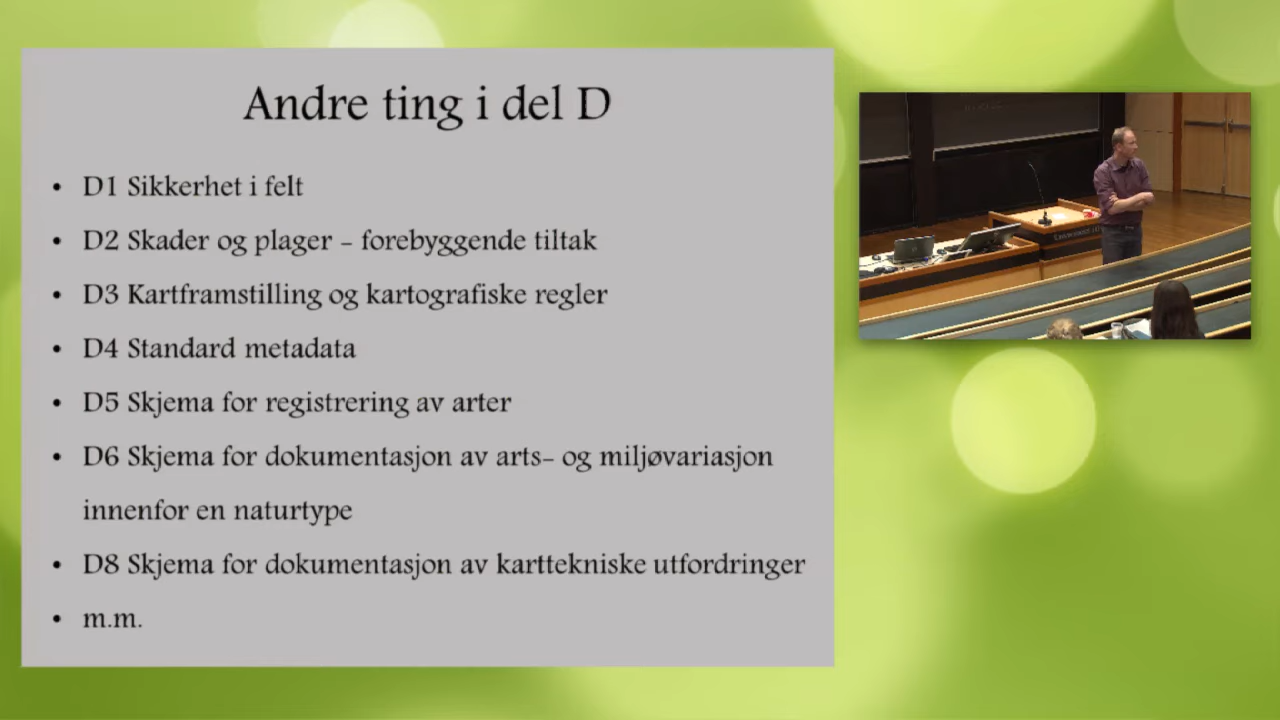 Andre ting i del D
• D1 Sikkerhet i felt
• D2 Skader og plager – forebyggende tiltak
• D3 Kartframstilling og kartografiske regler
• D4 Standard metadata
• D5 Skjema for registrering av arter
• D6 Skjema for dokumentasjon av arts- og miljøvariasjon
innenfor en naturtype
• D8 Skjema for dokumentasjon av karttekniske utfordringer
• m.m.